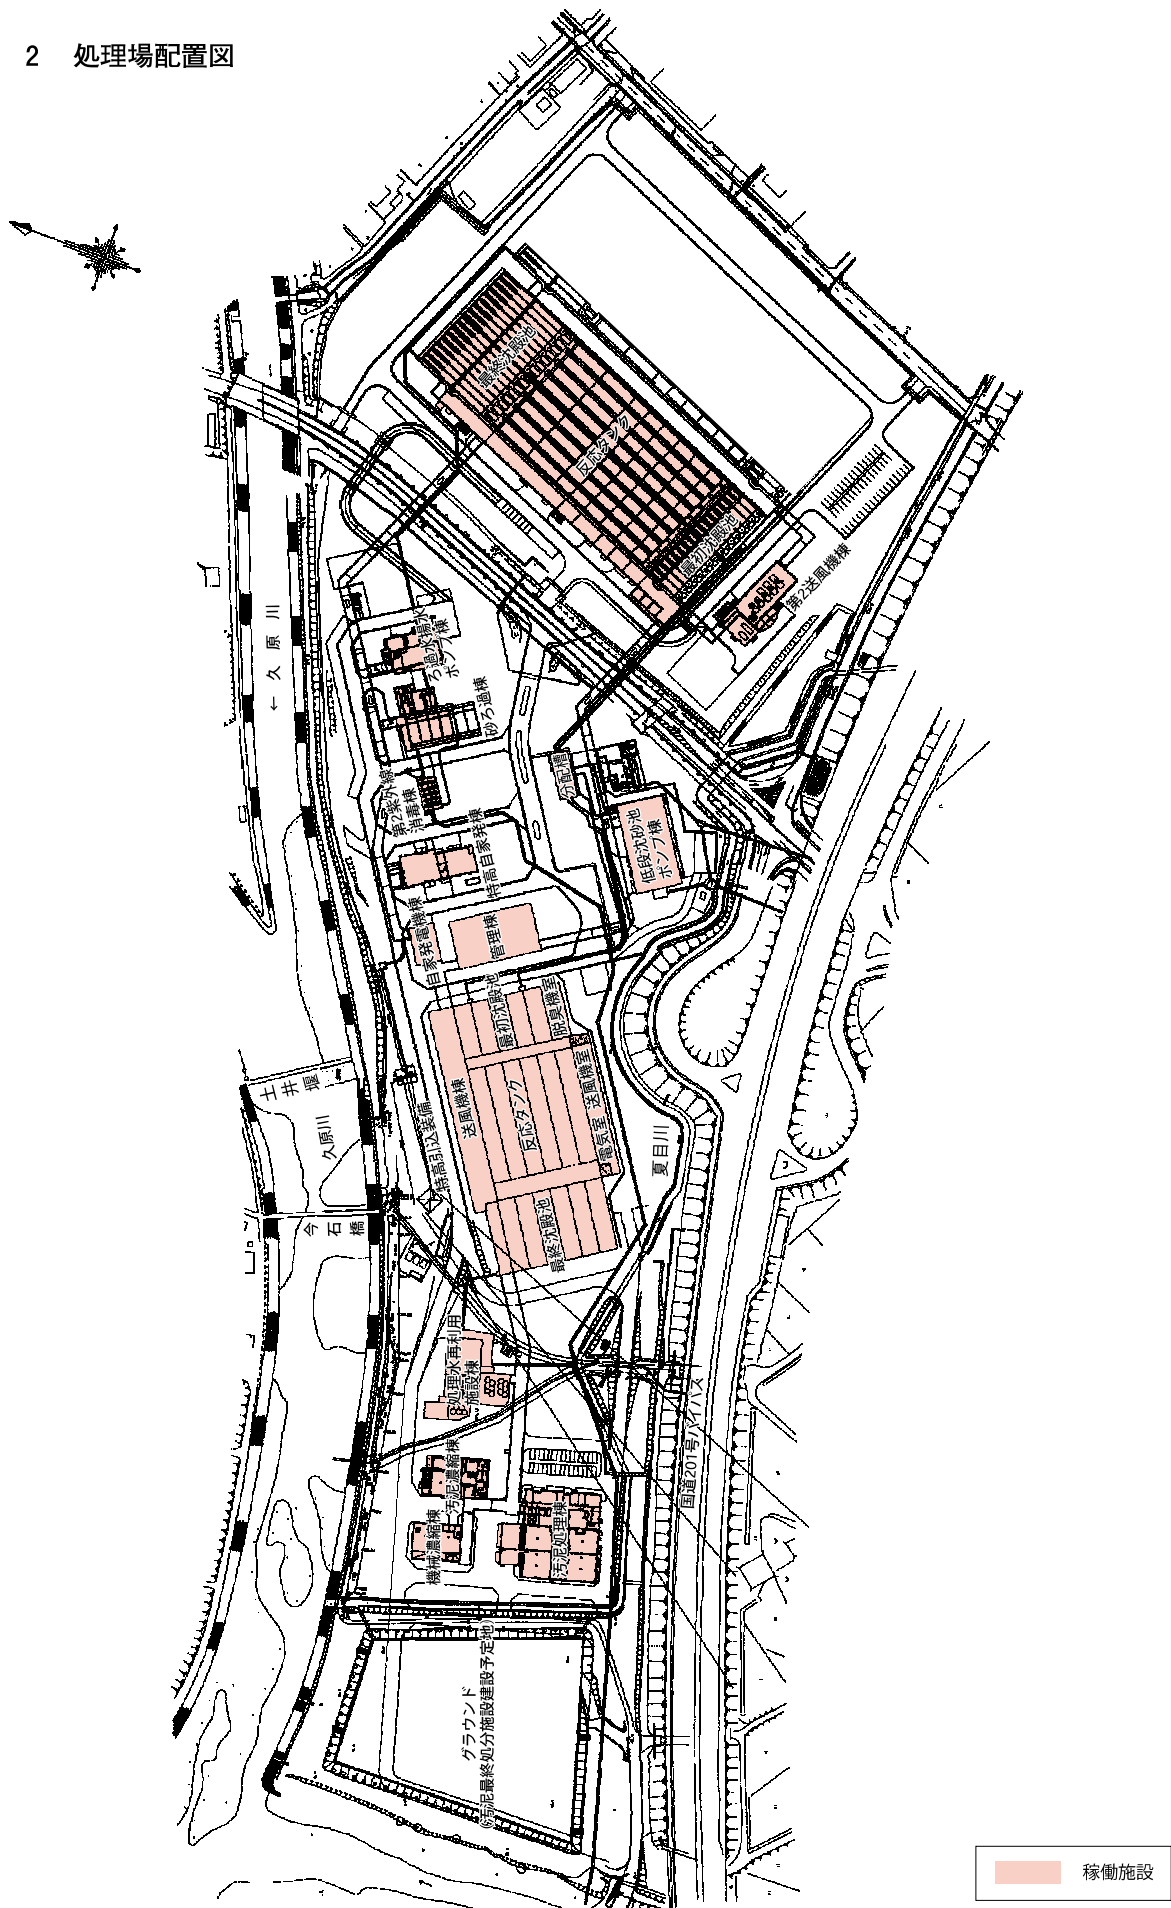 2　処理場配置図
最終沈殿池
反応タンク
最初沈殿池
第2送風機棟
← 久原川
ろ過水揚水
ポンプ棟
砂ろ過棟
第2紫外線
消毒棟
分配槽
特高自家発棟
低段沈砂池
ポンプ棟
自家発電機棟
管理棟
最初沈殿池
脱臭機室
送風機棟
反応タンク
送風機室
電気室
土井堰
久原川
特高引込装備
夏目川
今石橋
最終沈殿池
処理水再利用
施設棟
国道201号バイパス
汚泥濃縮棟
機械濃縮棟
汚泥処理棟
グラウンド
(汚泥最終処分施設建設予定地)
稼働施設